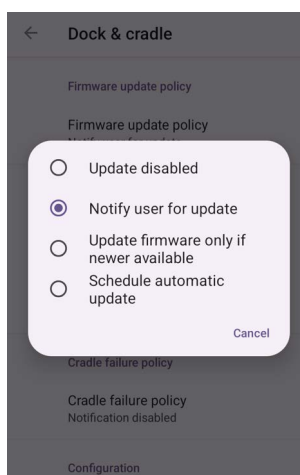 Dock & cradle
Firmware update policy
Firmware update policy
Update disabled
Notify user for update
Update firmware only if
newer available
Schedule automatic
update
Cancel
Cradle failure policy
Cradle failure policy
Notification disabled
Configuration